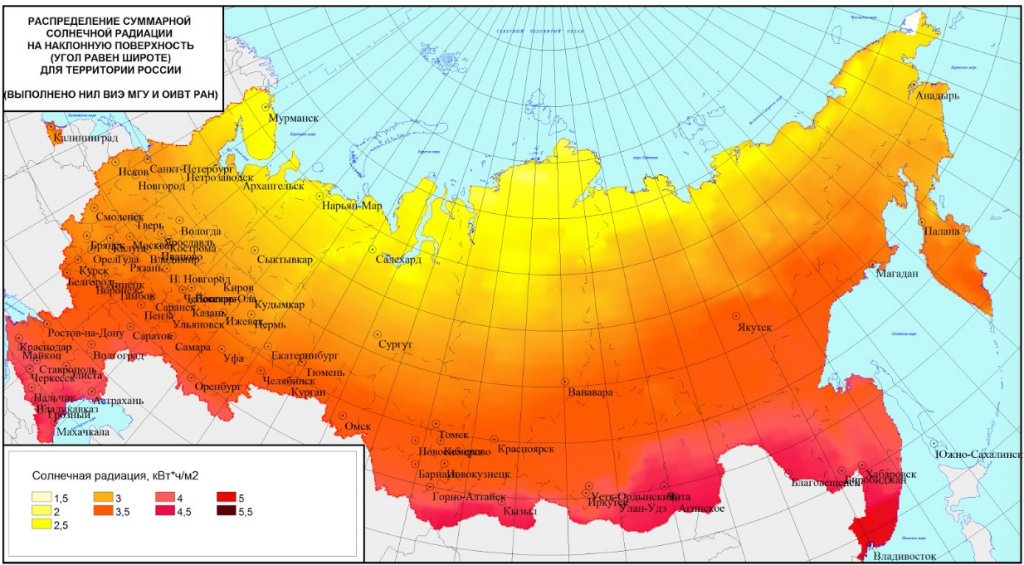 РАСПРЕДЕЛЕНИЕ СУММАРНОЙ
СОЛНЕЧНОЙ РАДИАЦИИ
НА НАКЛОННУЮ ПОВЕРХНОСТЬ
(УГОЛ РАВЕН ШИРОТЕ)
ДЛЯ ТЕРРИТОРИИ РОССИИ
(ВЫПОЛНЕНО НИЛ ВИЭ МГУ И ОИВТ РАН)
СЕВЕРНЫЙ ЛЕДОВИТЫЙ ОКЕАН
Анадырь
Мурманск
Калининград
Псков
Санкт-Петербург
Петрозаводск
Новгород
Архангельск
Нарьян-Мар
Смоленск
Тверь
Вологда
Палана
Брянск
Калуга
Москва
Ярославль
Кострома
Иваново
Владимир
Сыктывкар
Салехард
Орел
Тула
Рязань
Магадан
Курск
Белгород
Липецк
Воронеж
Тамбов
Н. Новгород
Киров
Кудымкар
Саранск
Казань
Пенза
Ульяновск
Ижевск
Пермь
Якутск
Ростов-на-Дону
Саратов
Сургут
Краснодар
Майкоп
Волгоград
Самара
Уфа
Екатеринбург
Ставрополь
Элиста
Черкесск
Тюмень
Челябинск
Курган
Оренбург
Ванавара
Нальчик
Астрахань
Владикавказ
Грозный
Махачкала
Омск
Томск
Новосибирск
Кемерово
Красноярск
Барнаул
Новокузнецк
Горно-Алтайск
Кызыл
Усть-Ордынский
Иркутск
Чита
Улан-Удэ
Агинское
Благовещенск
Хабаровск
Биробиджан
Южно-Сахалинск
Владивосток
Солнечная радиация, кВт*ч/м2
1,5
2
2,5
3
3,5
4
4,5
5
5,5